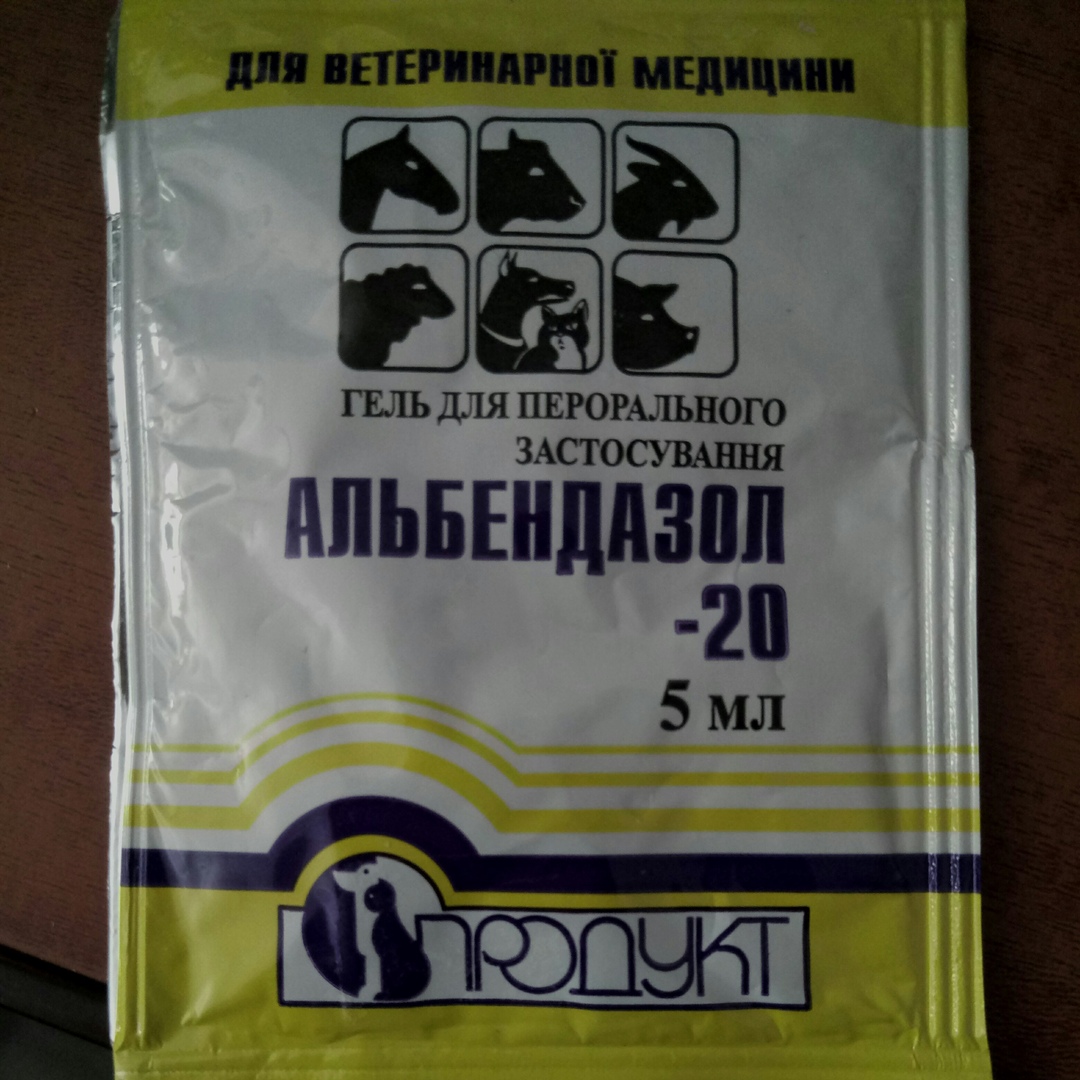 ДЛЯ ВЕТЕРИНАРНОЇ МЕДИЦИНИ
ГЕЛЬ ДЛЯ ПЕРОРАЛЬНОГО
ЗАСТОСУВАННЯ
АЛЬБЕНДАЗОЛ
-20
5 мл
ПРОДУКТ